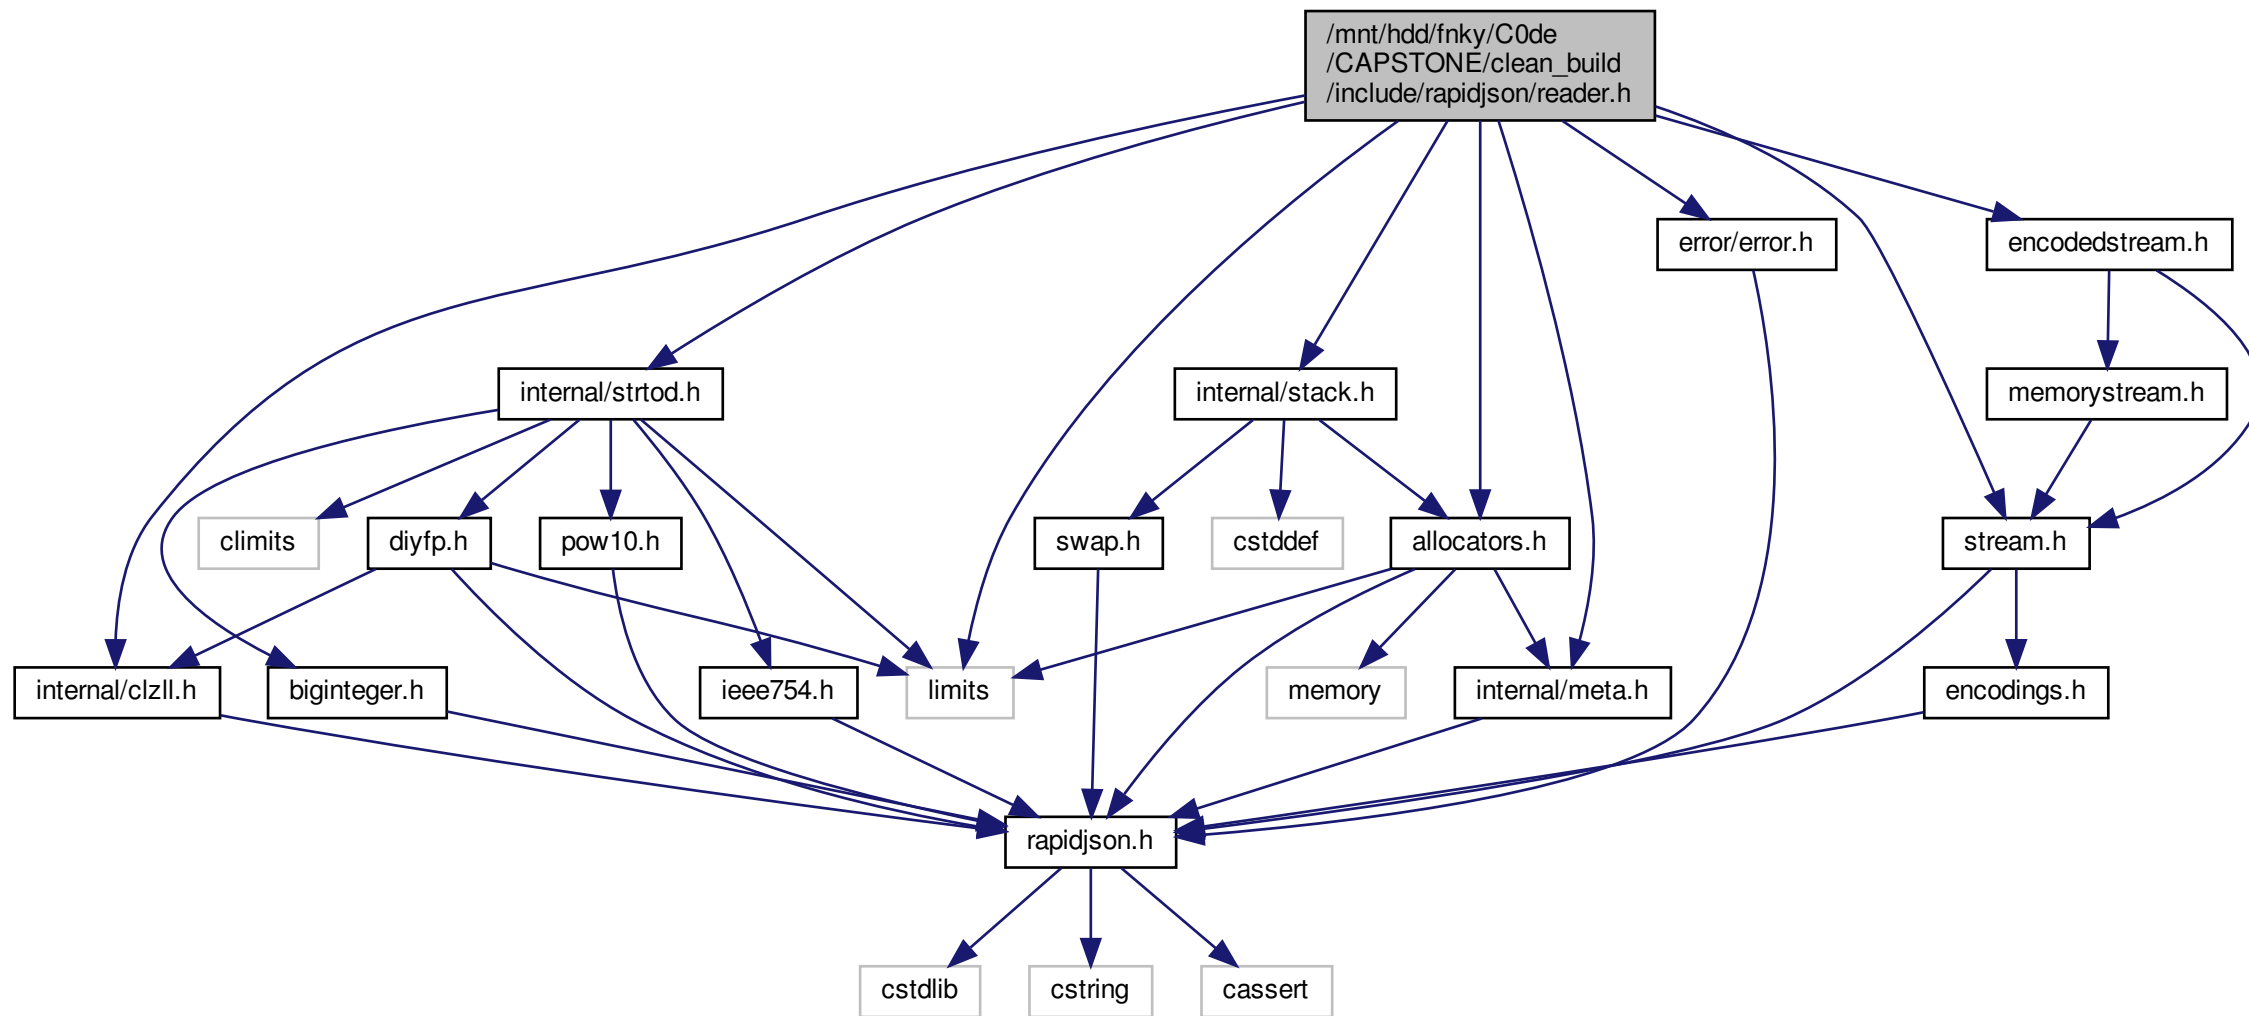 /mnt/hdd/fnky/C0de
/CAPSTONE/clean_build
/include/rapidjson/reader.h
error/error.h
encodedstream.h
internal/strtod.h
internal/stack.h
memorystream.h
climits
diyfp.h
pow10.h
swap.h
cstddef
allocators.h
stream.h
internal/clzll.h
biginteger.h
ieee754.h
limits
memory
internal/meta.h
encodings.h
rapidjson.h
cstdlib
cstring
cassert